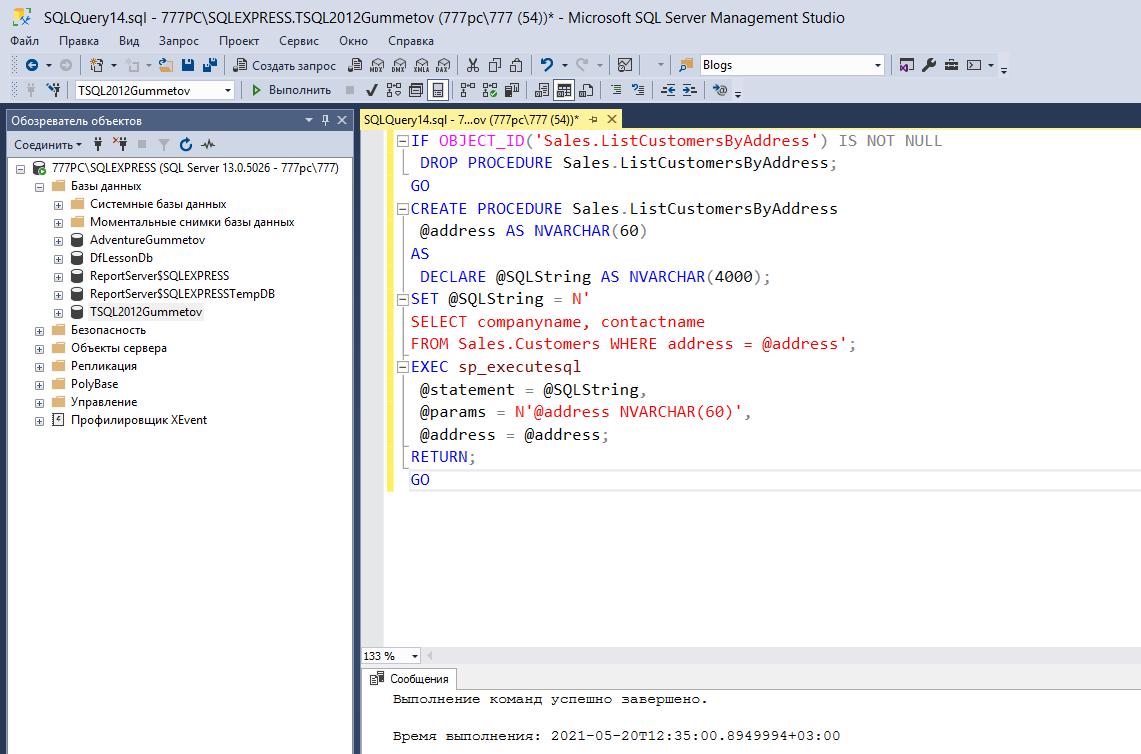 SQLQuery14.sql - 777PC\SQLEXPRESS.TSQL2012Gummetov (777pc\777 (54))* - Microsoft SQL Server Management Studio
Файл Правка Вид Запрос Проект Сервис Окно Справка
Создать запрос MDX DMX XMLA DAX Blogs
TSQL2012Gummetov Выполнить
Обозреватель объектов
SQLQuery14.sql - 7...ov (777pc\777 (54))*
Соединить
777PC\SQLEXPRESS (SQL Server 13.0.5026 - 777pc\777)
Базы данных
Системные базы данных
Моментальные снимки базы данных
AdventureGummetov
DfLessonDb
ReportServer$SQLEXPRESS
ReportServer$SQLEXPRESSTempDB
TSQL2012Gummetov
Безопасность
Объекты сервера
Репликация
PolyBase
Управление
Профилировщик XEvent
IF OBJECT_ID('Sales.ListCustomersByAddress') IS NOT NULL
DROP PROCEDURE Sales.ListCustomersByAddress;
GO
CREATE PROCEDURE Sales.ListCustomersByAddress
@address AS NVARCHAR(60)
AS
DECLARE @SQLString AS NVARCHAR(4000);
SET @SQLString = N'
SELECT companyname, contactname
FROM Sales.Customers WHERE address = @address';
EXEC sp_executesql
@statement = @SQLString,
@params = N'@address NVARCHAR(60)',
@address = @address;
RETURN;
GO
133 %
Сообщения
Выполнение команд успешно завершено.
Время выполнения: 2021-05-20T12:35:00.8949994+03:00